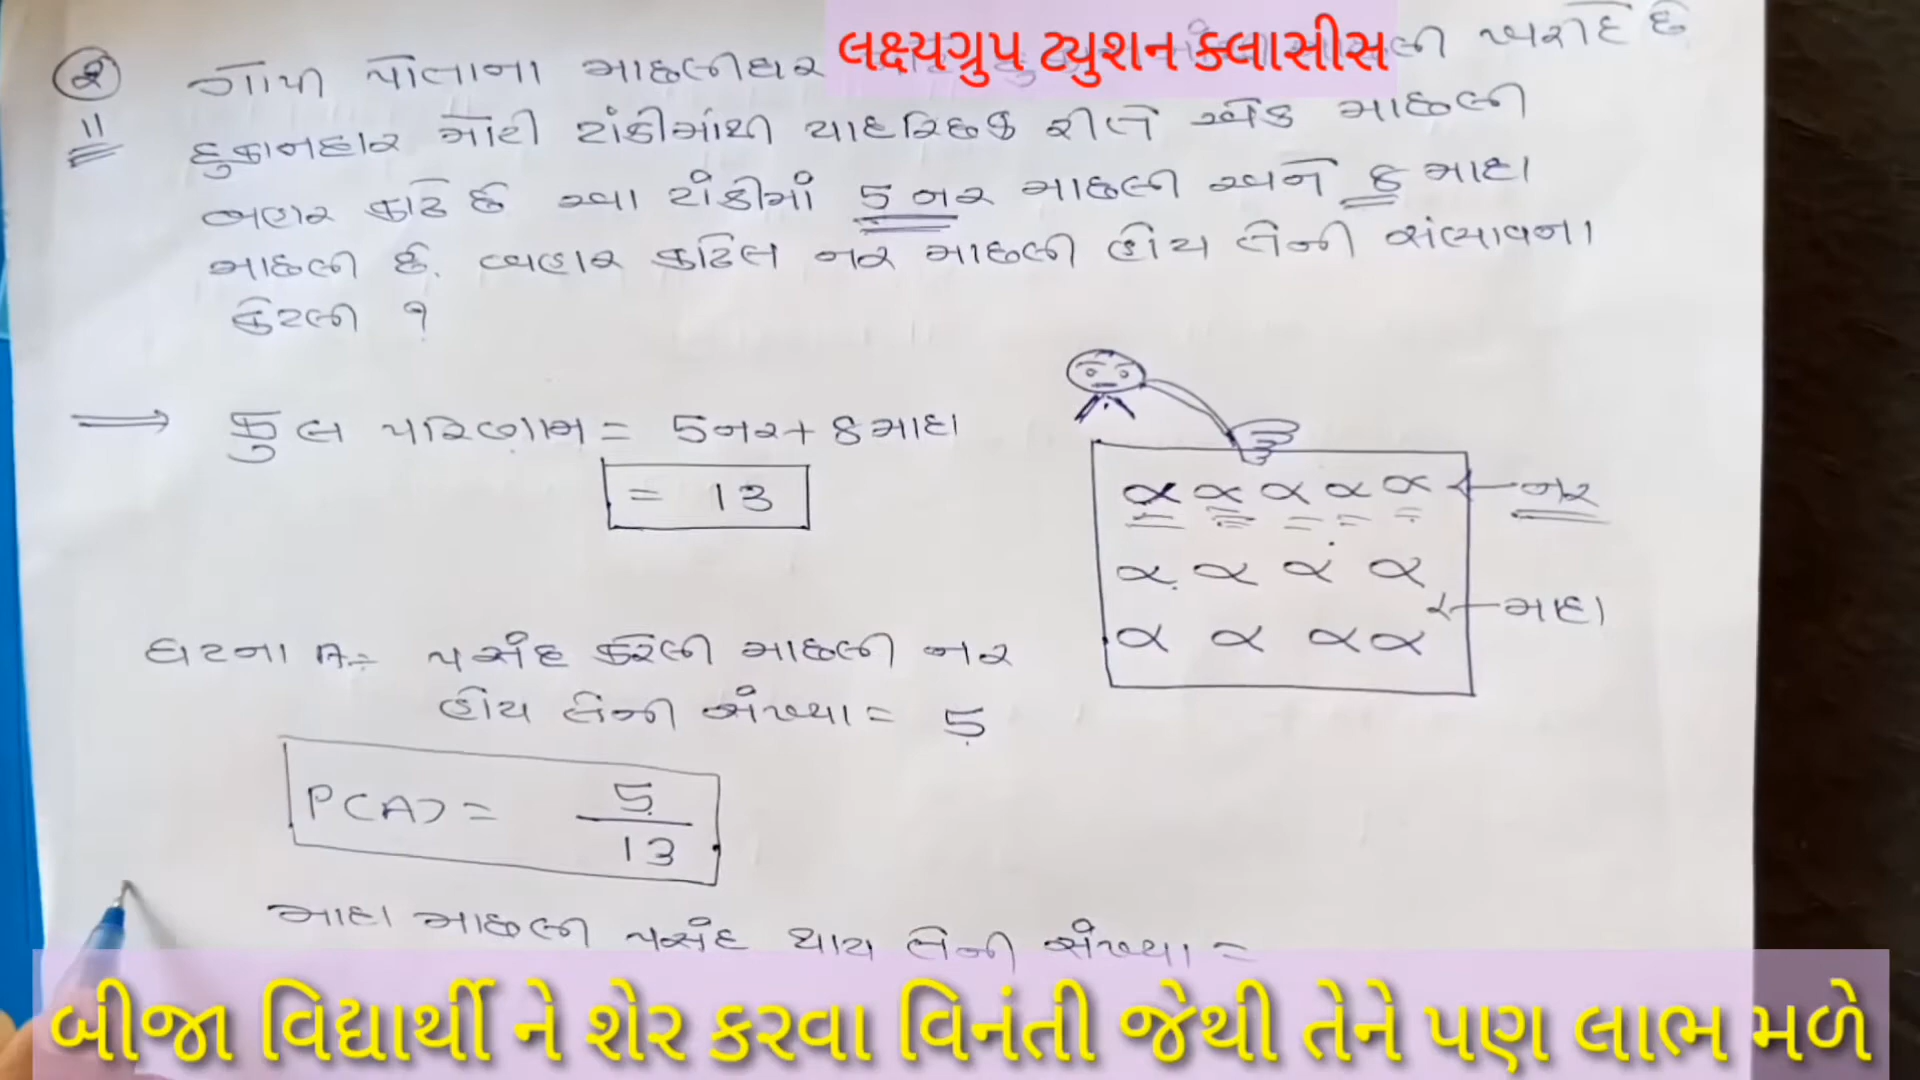 લક્ષ્યગ્રુપ ટ્યુશન ક્લાસીસ
૨ ગોપી પોતાના માછલીઘર માછલી ખરીદે છે
દુકાનદાર મોટી ટાંકીમાંથી યાદચ્છિક રીતે એક માછલી
બહાર કાઢે છે આ ટાંકીમાં 5 નર માછલી અને 8 માદા
માછલી છે. બહાર કાઢેલ નર માછલી હોય તેની સંભાવના
કેટલી ?
કુલ પરિણામ = 5 નર + 8 માદા
= 13
નર
માદા
ઘટના A :- પસંદ કરેલી માછલી નર
હોય તેની સંખ્યા = 5
P(A) = 5
13
માદા માછલી પસંદ થાય તેની સંખ્યા =
બીજા વિદ્યાર્થી ને શેર કરવા વિનંતી જેથી તેને પણ લાભ મળે